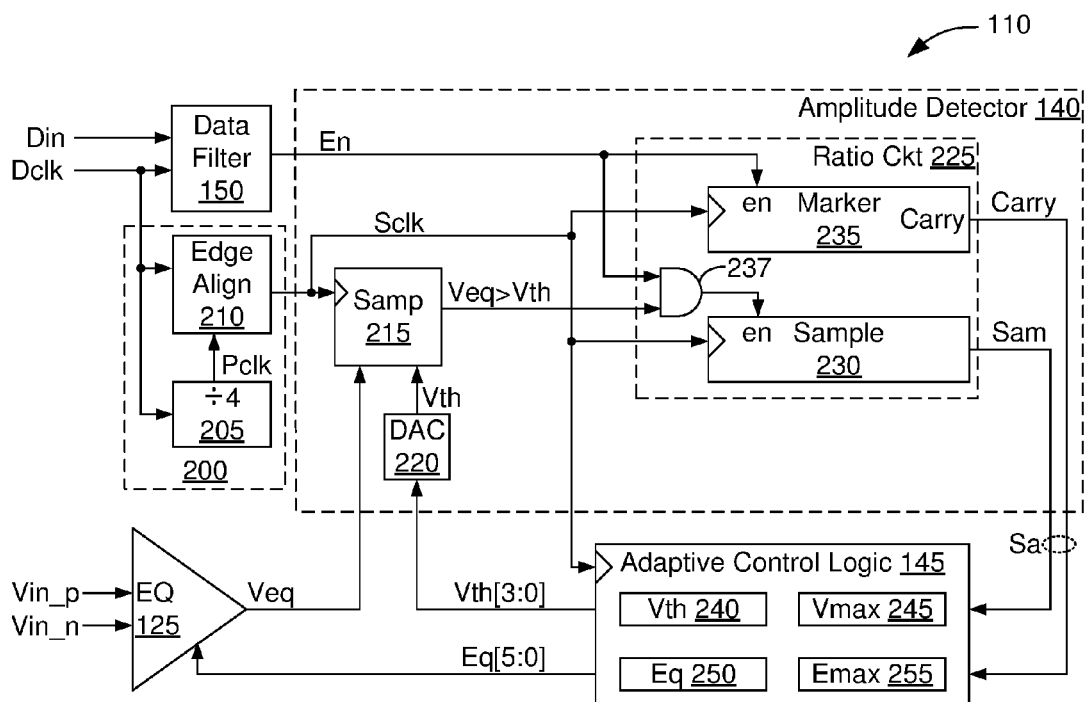 110
Amplitude Detector 140
Din
Dclk
Data
Filter
150
En
Ratio Ckt 225
en Marker
Carry
235
Carry
Sclk
Edge
Align
210
Samp
215
Veq>Vth
237
en Sample
230
Sam
Pclk
÷4
205
200
Vth
DAC
220
Sa
Vin_p
Vin_n
EQ
125
Veq
Vth[3:0]
Eq[5:0]
Adaptive Control Logic 145
Vth 240
Vmax 245
Eq 250
Emax 255